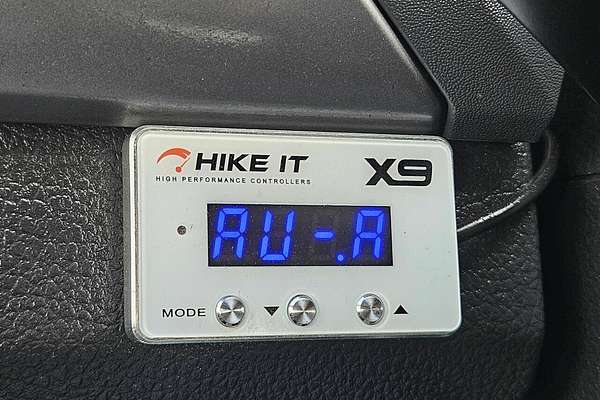 HIKE IT X9
HIGH PERFORMANCE CONTROLLERS
AU-.A
MODE ▼ ▲